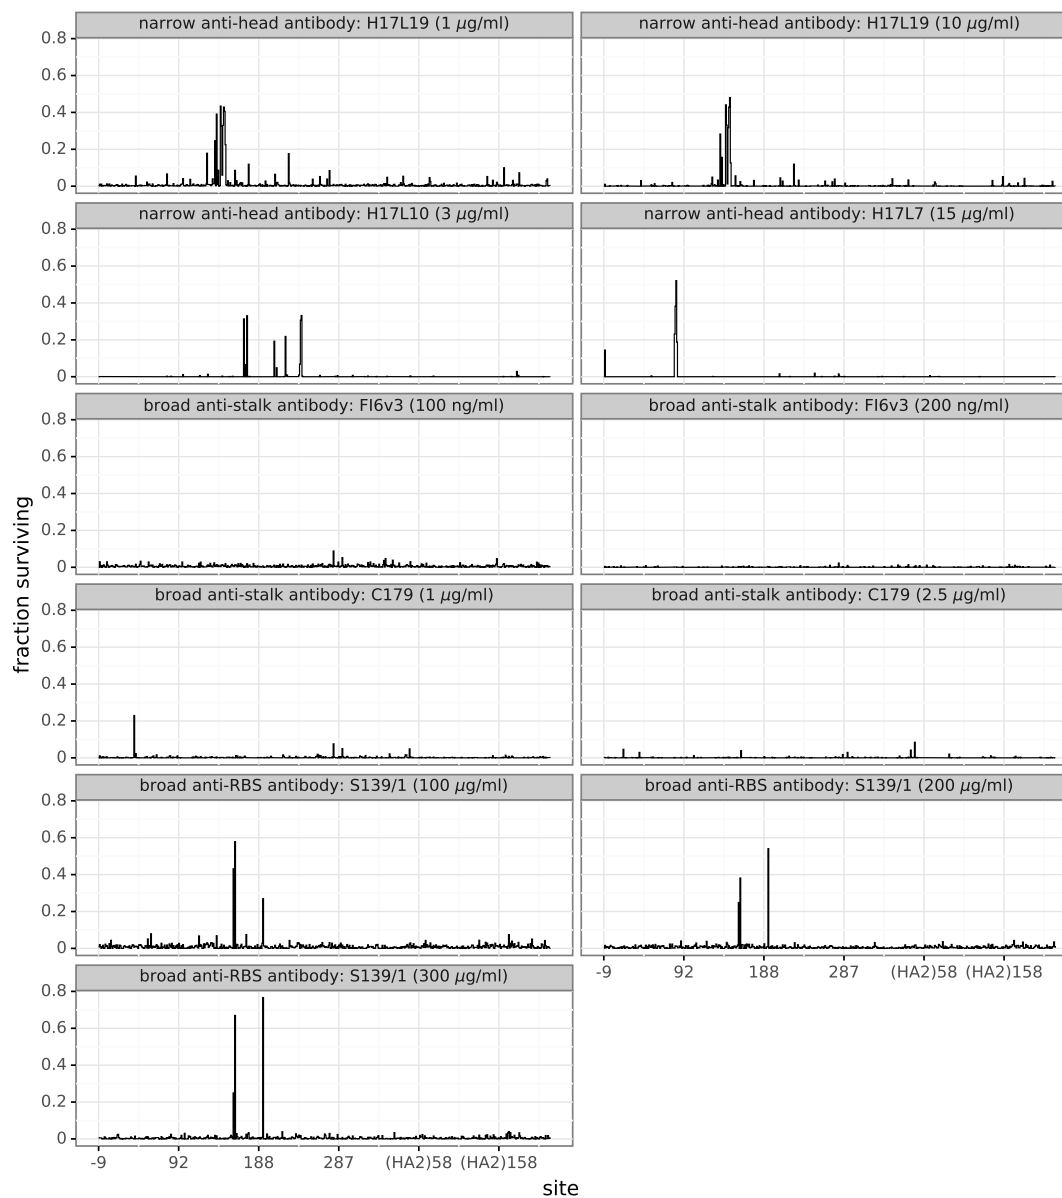 narrow anti-head antibody: H17L19 (1 µg/ml)
narrow anti-head antibody: H17L19 (10 µg/ml)
0.8
0.6
0.4
0.2
0
narrow anti-head antibody: H17L10 (3 µg/ml)
narrow anti-head antibody: H17L7 (15 µg/ml)
0.8
0.6
0.4
0.2
0
broad anti-stalk antibody: FI6v3 (100 ng/ml)
broad anti-stalk antibody: FI6v3 (200 ng/ml)
0.8
0.6
0.4
0.2
0
fraction surviving
broad anti-stalk antibody: C179 (1 µg/ml)
broad anti-stalk antibody: C179 (2.5 µg/ml)
0.8
0.6
0.4
0.2
0
broad anti-RBS antibody: S139/1 (100 µg/ml)
broad anti-RBS antibody: S139/1 (200 µg/ml)
0.8
0.6
0.4
0.2
0
-9 92 188 287 (HA2)58 (HA2)158
broad anti-RBS antibody: S139/1 (300 µg/ml)
0.8
0.6
0.4
0.2
0
-9 92 188 287 (HA2)58 (HA2)158
site